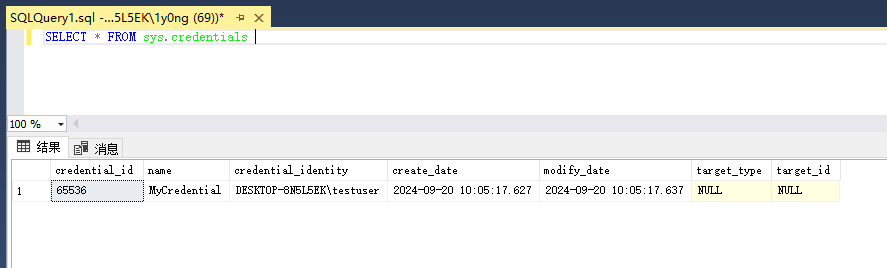 SQLQuery1.sql -...5L5EK\1y0ng (69))*
SELECT * FROM sys.credentials
100 %
结果 消息
credential_id name credential_identity create_date modify_date target_type target_id
1 65536 MyCredential DESKTOP-8N5L5EK\testuser 2024-09-20 10:05:17.627 2024-09-20 10:05:17.637 NULL NULL